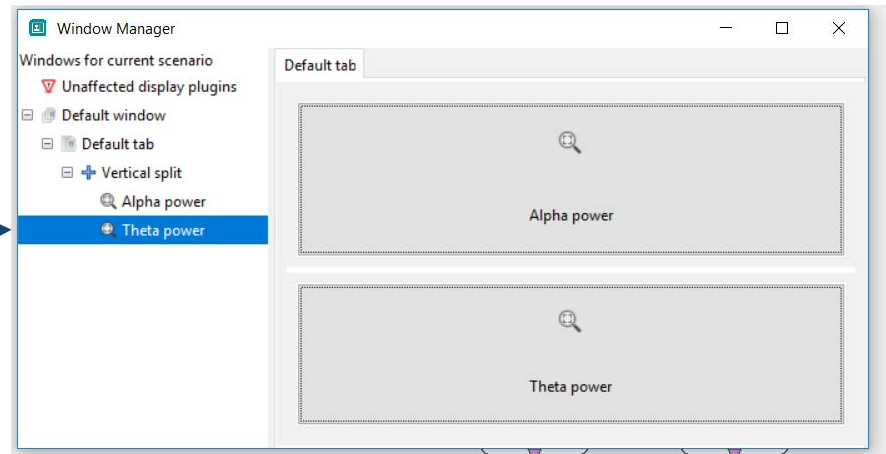 Window Manager
Windows for current scenario
Unaffected display plugins
Default window
Default tab
Vertical split
Alpha power
Theta power
Default tab
Alpha power
Theta power